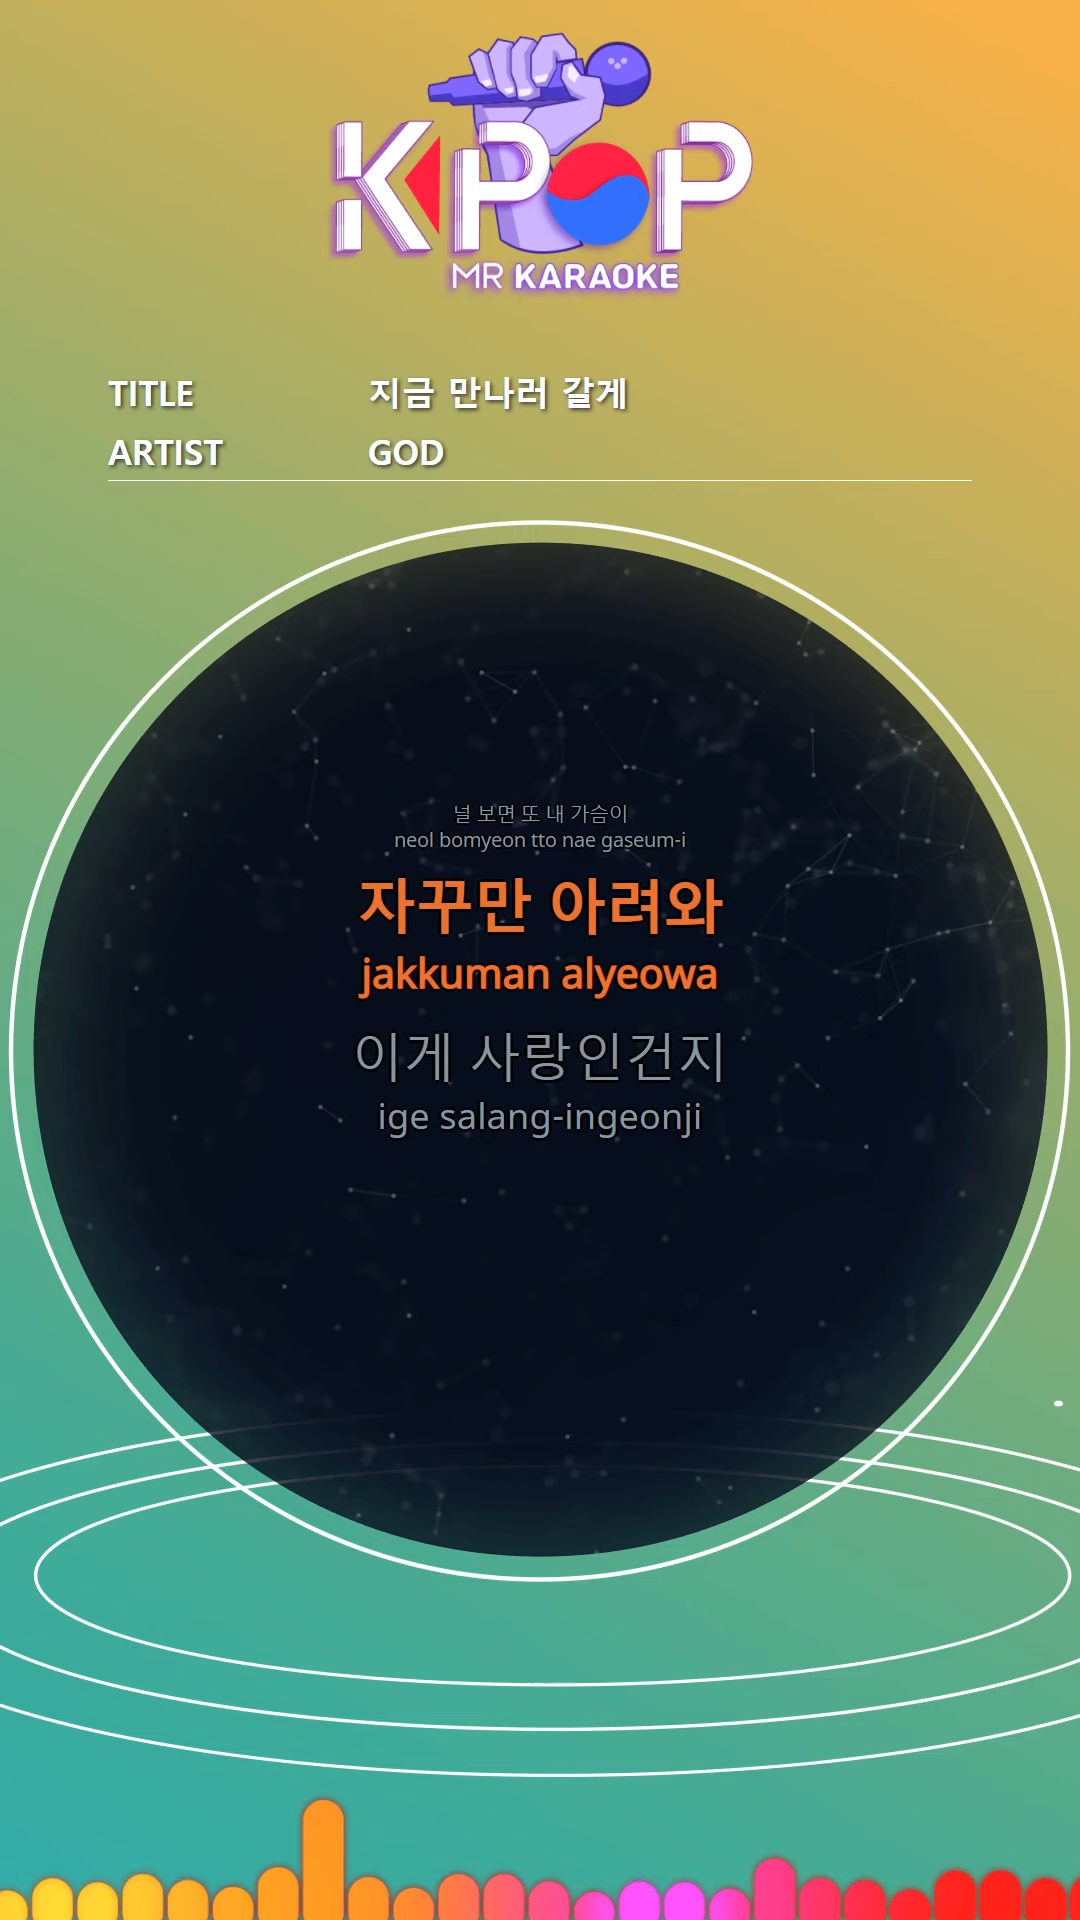 KPOP
MR KARAOKE
TITLE 지금 만나러 갈게
ARTIST GOD
널 보면 또 내 가슴이
neol bomyeon tto nae gaseum-i
자꾸만 아려와
jakkuman alyeowa
이게 사랑인건지
ige salang-ingeonji